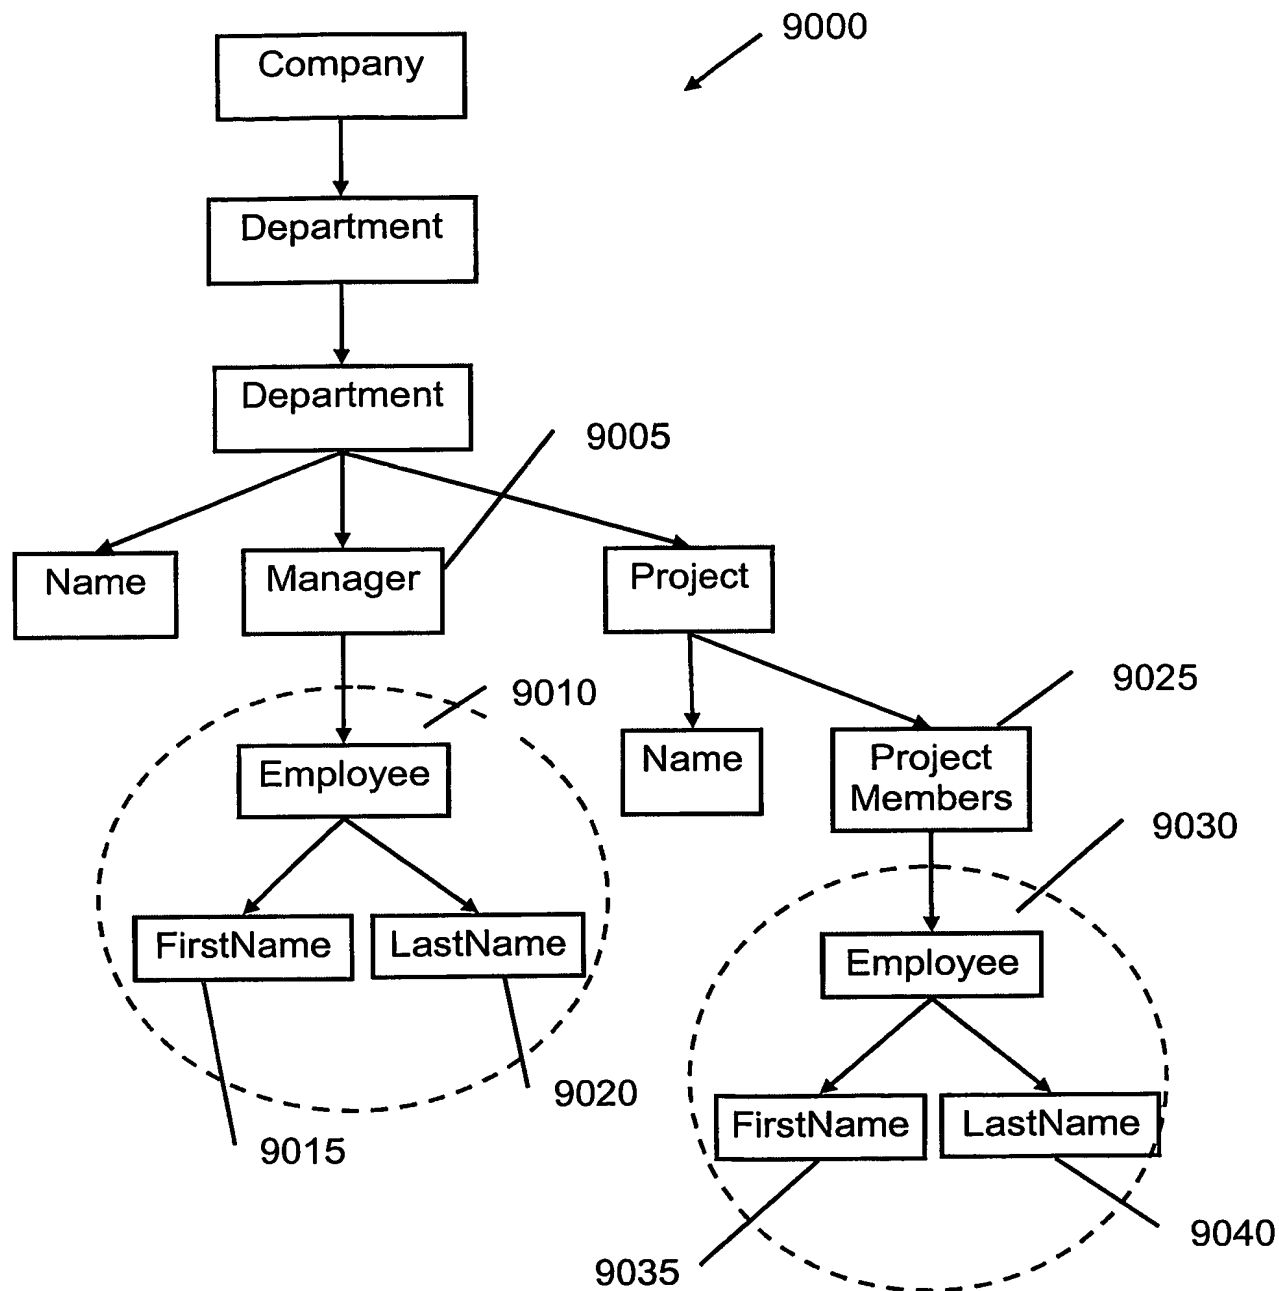 9000
Company
Department
Department
9005
Name
Manager
Project
9010
9025
Employee
Name
Project
Members
9030
FirstName
LastName
Employee
9020
9015
FirstName
LastName
9040
9035